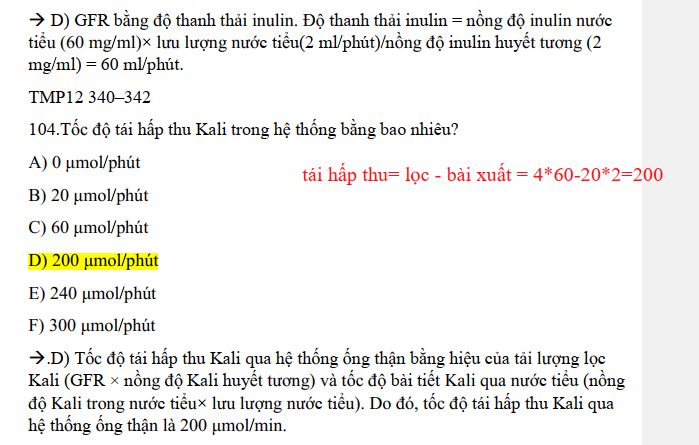 → D) GFR bằng độ thanh thải inulin. Độ thanh thải inulin = nồng độ inulin nước
tiểu (60 mg/ml)× lưu lượng nước tiểu(2 ml/phút)/nồng độ inulin huyết tương (2
mg/ml) = 60 ml/phút.
TMP12 340–342
104.Tốc độ tái hấp thu Kali trong hệ thống bằng bao nhiêu?
A) 0 μmol/phút
tái hấp thu= lọc - bài xuất = 4*60-20*2=200
B) 20 μmol/phút
C) 60 μmol/phút
D) 200 μmol/phút
E) 240 μmol/phút
F) 300 μmol/phút
→.D) Tốc độ tái hấp thu Kali qua hệ thống ống thận bằng hiệu của tải lượng lọc
Kali (GFR × nồng độ Kali huyết tương) và tốc độ bài tiết Kali qua nước tiểu (nồng
độ Kali trong nước tiểu× lưu lượng nước tiểu). Do đó, tốc độ tái hấp thu Kali qua
hệ thống ống thận là 200 μmol/min.